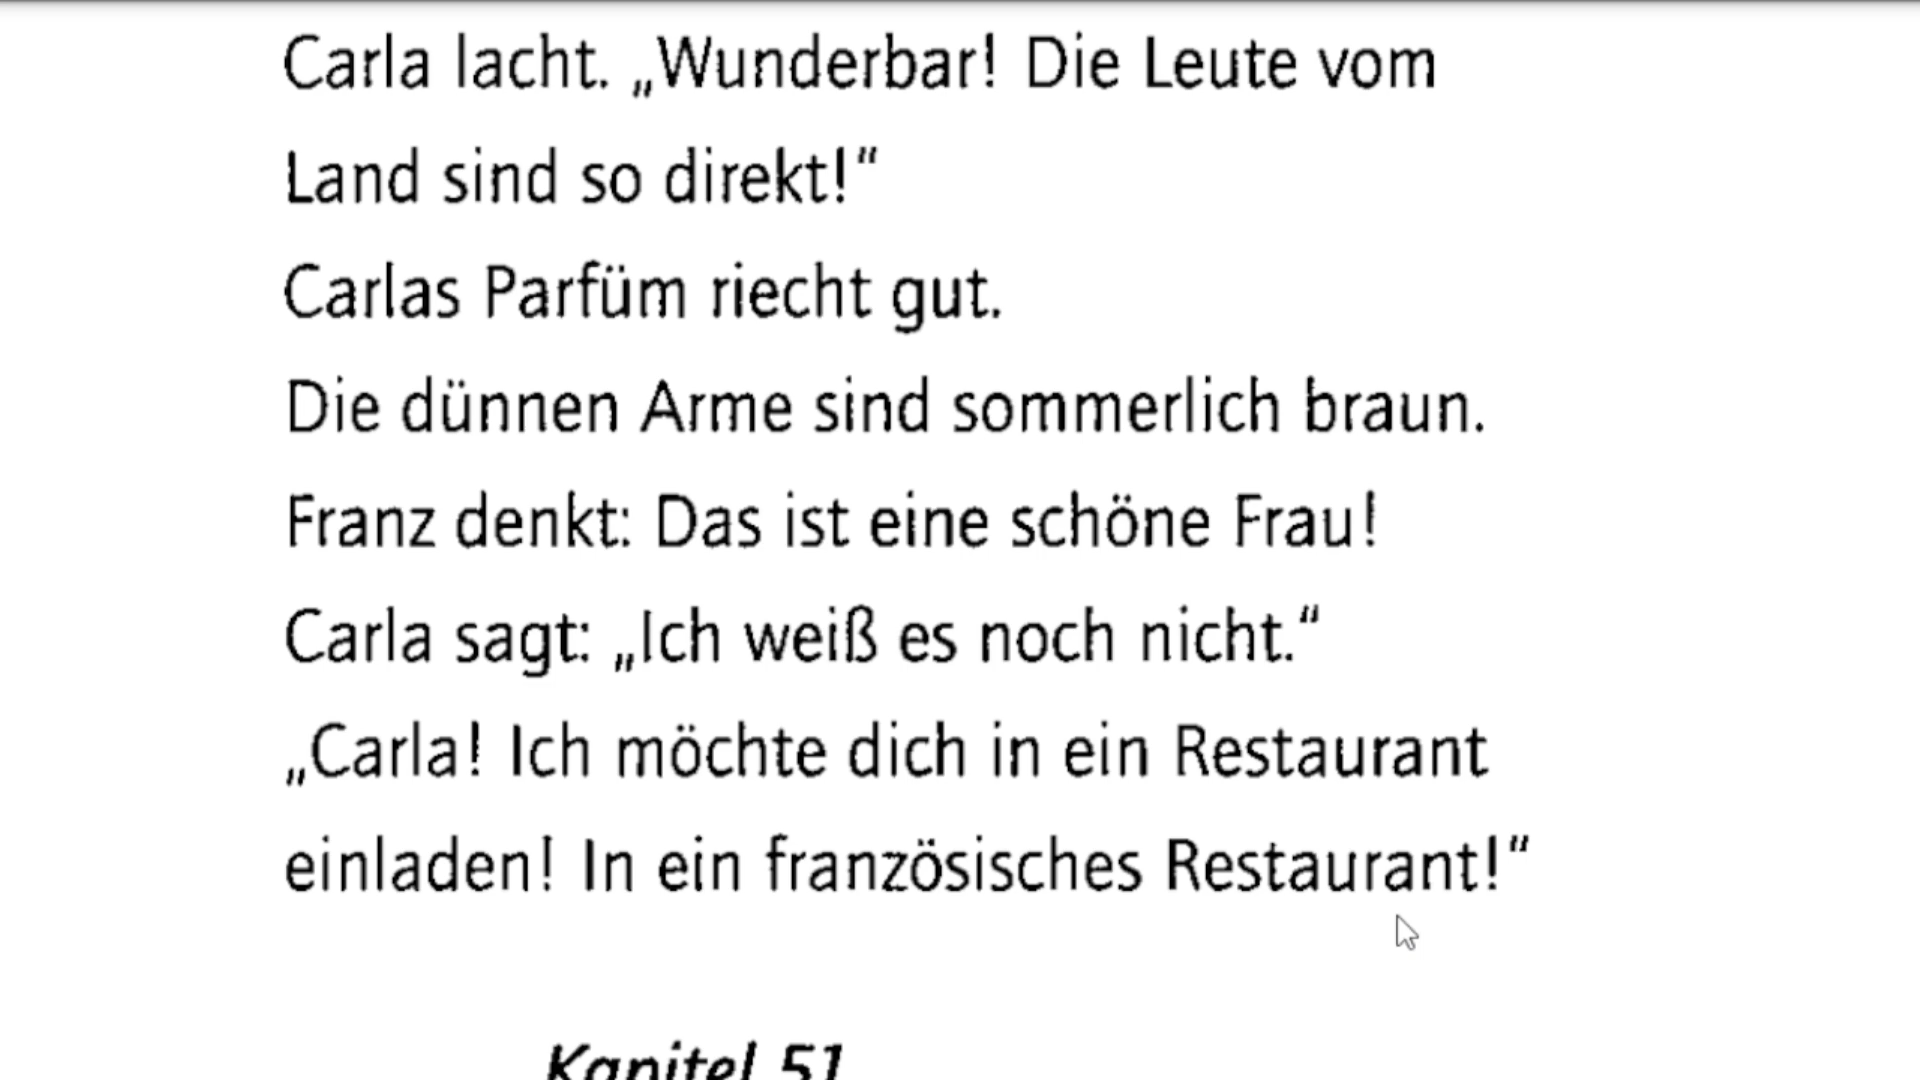 Carla lacht. „Wunderbar! Die Leute vom
Land sind so direkt!“
Carlas Parfüm riecht gut.
Die dünnen Arme sind sommerlich braun.
Franz denkt: Das ist eine schöne Frau!
Carla sagt: „Ich weiß es noch nicht.“
„Carla! Ich möchte dich in ein Restaurant
einladen! In ein französisches Restaurant!“
Kapitel 51